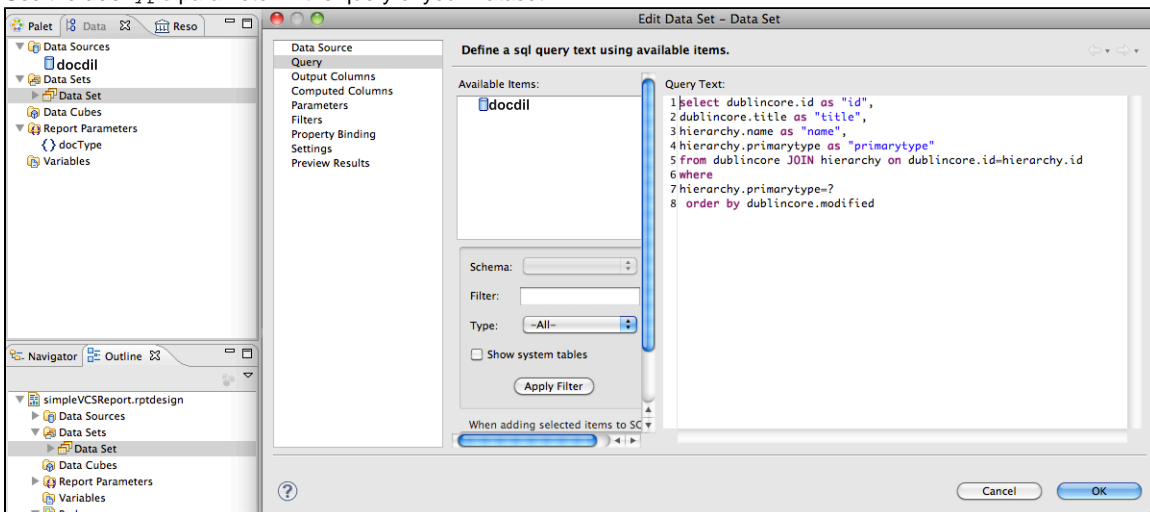 Palet Data Reso
Data Sources
docdil
Data Sets
Data Set
Data Cubes
Report Parameters
{} docType
Variables
Navigator Outline
simpleVCSReport.rptdesign
Data Sources
Data Sets
Data Set
Data Cubes
Report Parameters
Variables
Edit Data Set - Data Set
Data Source
Query
Output Columns
Computed Columns
Parameters
Filters
Property Binding
Settings
Preview Results
Define a sql query text using available items.
Available Items:
docdil
Schema:
Filter:
Type: -All-
Show system tables
Apply Filter
When adding selected items to SQ
Query Text:
1 select dublincore.id as "id",
2 dublincore.title as "title",
3 hierarchy.name as "name",
4 hierarchy.primarytype as "primarytype"
5 from dublincore JOIN hierarchy on dublincore.id=hierarchy.id
6 where
7 hierarchy.primarytype=?
8 order by dublincore.modified
?
Cancel OK